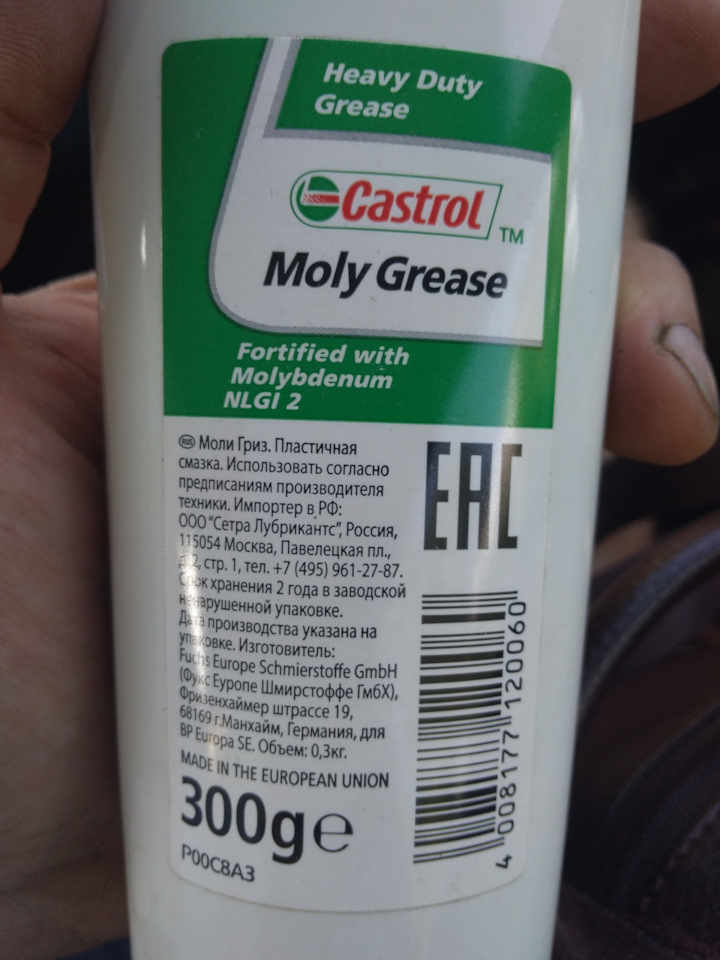 Heavy Duty
Grease
Castrol TM
Moly Grease
Fortified with
Molybdenum
NLGI 2
RUS Моли Гриз. Пластичная
смазка. Использовать согласно
предписаниям производителя
техники. Импортер в РФ:
ООО "Сетра Лубрикантс", Россия,
115054 Москва, Павелецкая пл.,
д.2, стр. 1, тел. +7 (495) 961-27-87.
Срок хранения 2 года в заводской
ненарушенной упаковке.
Дата производства указана на
упаковке. Изготовитель:
Fuchs Europe Schmierstoffe GmbH
(Фукс Еуропе Шмирстоффе ГмбХ),
Фризенхаймер штрассе 19,
68169 г.Манхайм, Германия, для
BP Europa SE. Объем: 0,3кг.
MADE IN THE EUROPEAN UNION
300g e
P00C8A3
EAC
4 008177 120060